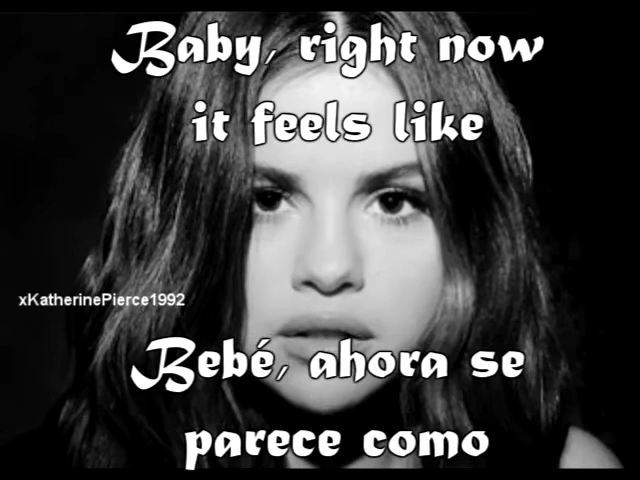 Baby, right now
it feels like
xKatherinePierce1992
Bebé, ahora se
parece como